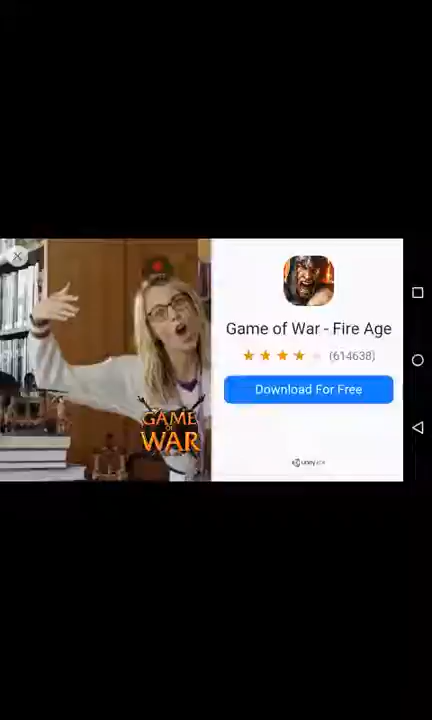 GAME
OF
WAR
Game of War - Fire Age
(614638)
Download For Free